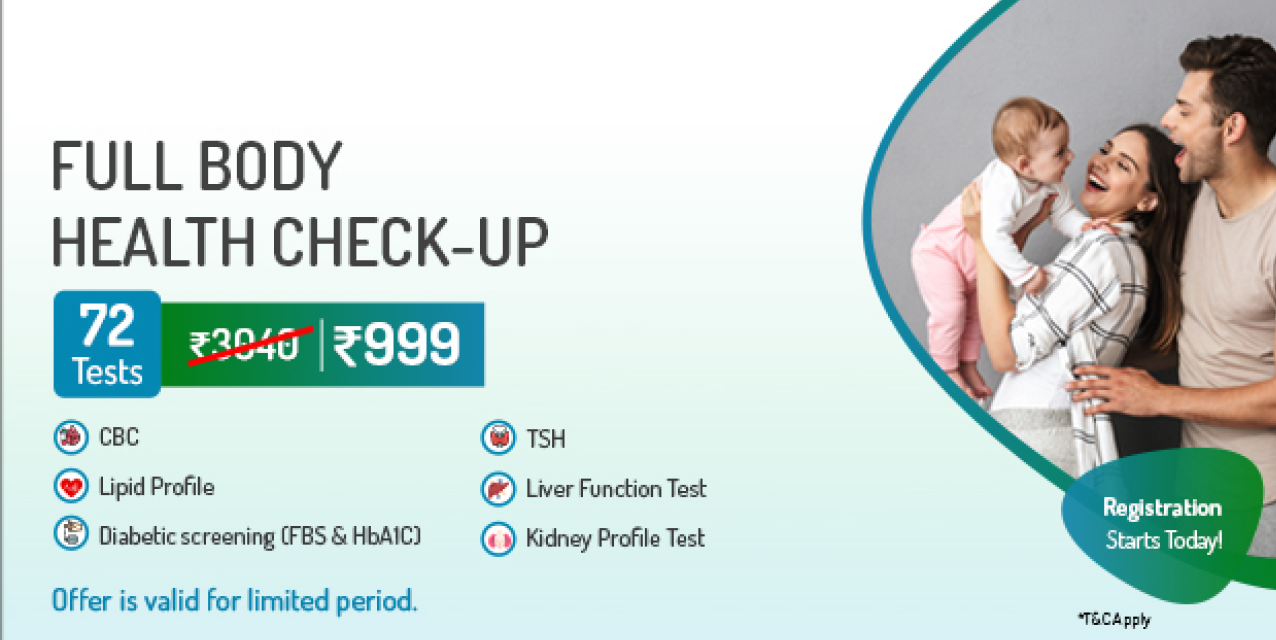 FULL BODY
HEALTH CHECK-UP
72
Tests
₹3040 | ₹999
CBC
Lipid Profile
Diabetic screening (FBS & HbA1C)
TSH
Liver Function Test
Kidney Profile Test
Offer is valid for limited period.
Registration
Starts Today!
*T&C Apply